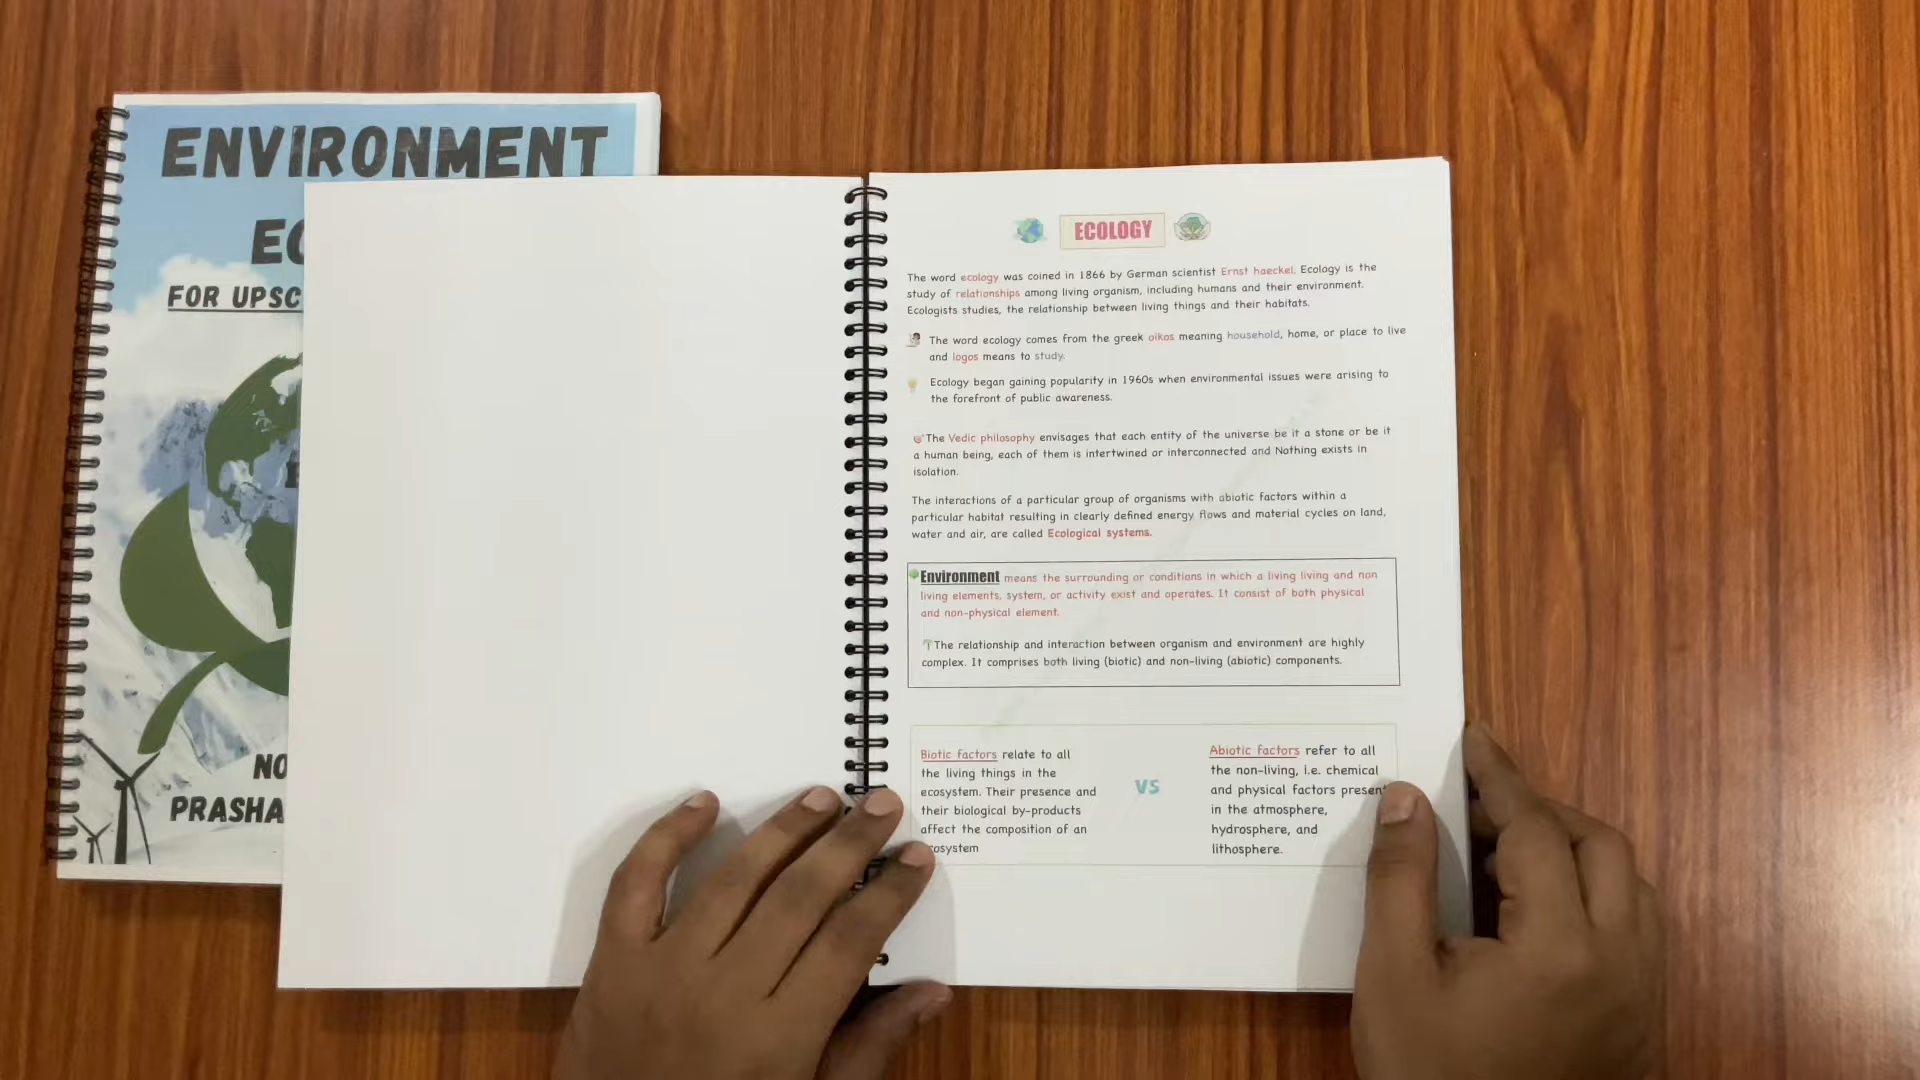 ENVIRONMENT
FOR UPSC
PRASHA
ECOLOGY
The word ecology was coined in 1866 by German scientist Ernst haeckel. Ecology is the
study of relationships among living organism, including humans and their environment.
Ecologists studies, the relationship between living things and their habitats.
The word ecology comes from the greek oikos meaning household, home, or place to live
and logos means to study.
Ecology began gaining popularity in 1960s when environmental issues were arising to
the forefront of public awareness.
The Vedic philosophy envisages that each entity of the universe be it a stone or be it
a human being, each of them is intertwined or interconnected and Nothing exists in
isolation.
The interactions of a particular group of organisms with abiotic factors within a
particular habitat resulting in clearly defined energy flows and material cycles on land,
water and air, are called Ecological systems.
Environment means the surrounding or conditions in which a living living and non
living elements, system, or activity exist and operates. It consist of both physical
and non-physical element.
The relationship and interaction between organism and environment are highly
complex. It comprises both living (biotic) and non-living (abiotic) components.
Biotic factors relate to all
the living things in the
ecosystem. Their presence and
their biological by-products
affect the composition of an
cosystem
VS
Abiotic factors refer to all
the non-living, i.e. chemical
and physical factors present
in the atmosphere,
hydrosphere, and
lithosphere.